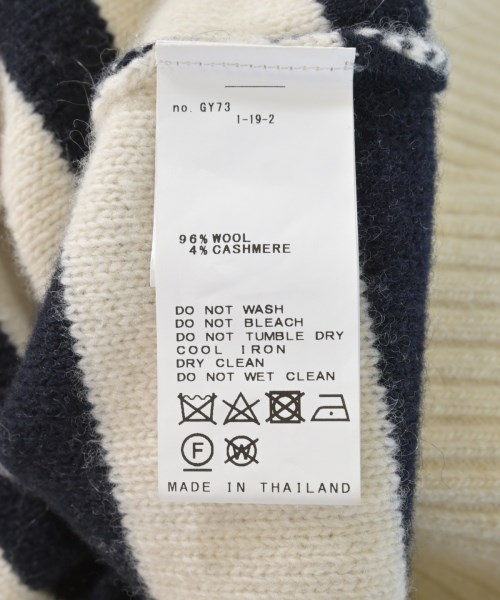 no. GY73
1-19-2
96% WOOL
4% CASHMERE
DO NOT WASH
DO NOT BLEACH
DO NOT TUMBLE DRY
COOL IRON
DRY CLEAN
DO NOT WET CLEAN
F W
MADE IN THAILAND